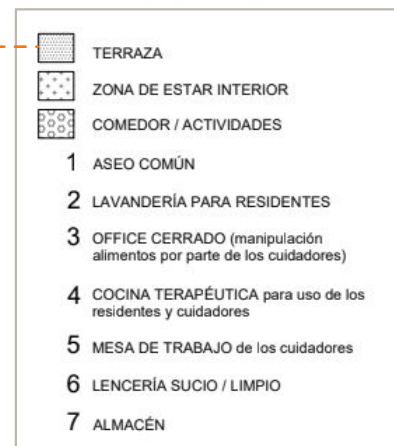 TERRAZA
ZONA DE ESTAR INTERIOR
COMEDOR / ACTIVIDADES
1 ASEO COMÚN
2 LAVANDERÍA PARA RESIDENTES
3 OFFICE CERRADO (manipulación
alimentos por parte de los cuidadores)
4 COCINA TERAPÉUTICA para uso de los
residentes y cuidadores
5 MESA DE TRABAJO de los cuidadores
6 LENCERÍA SUCIO / LIMPIO
7 ALMACÉN